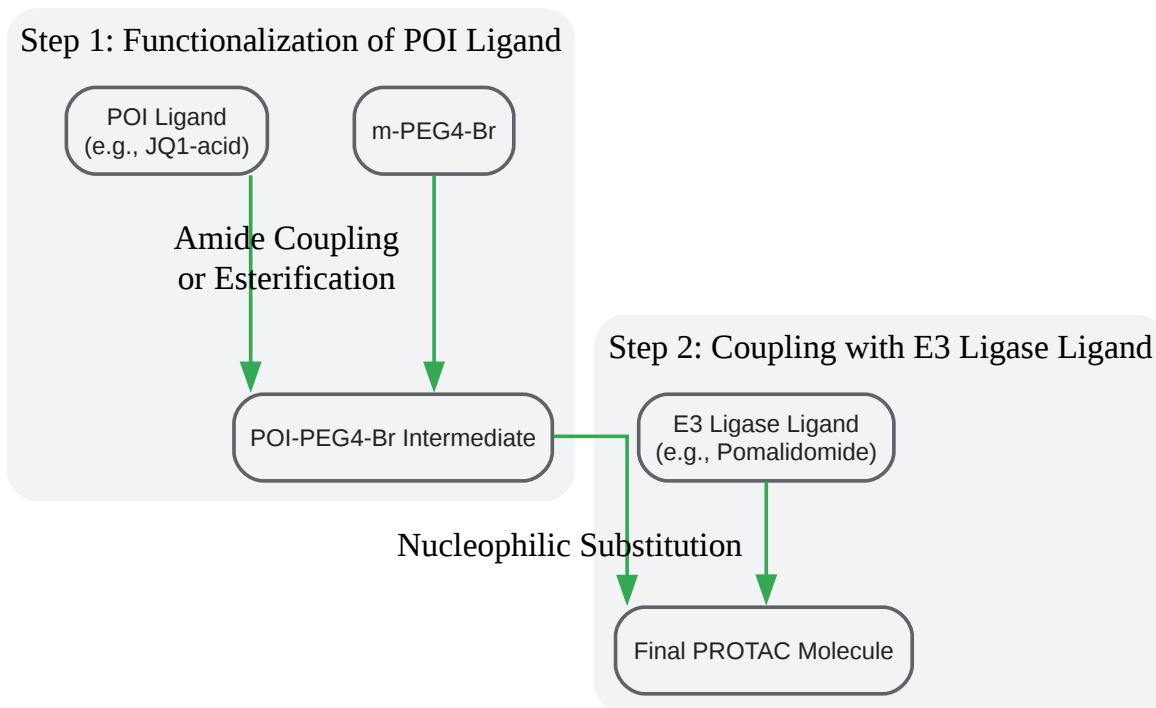 Step 1: Functionalization of POI Ligand
POI Ligand
(e.g., JQ1-acid)
m-PEG4-Br
Amide Coupling
or Esterification
POI-PEG4-Br Intermediate
Step 2: Coupling with E3 Ligase Ligand
E3 Ligase Ligand
(e.g., Pomalidomide)
Nucleophilic Substitution
Final PROTAC Molecule